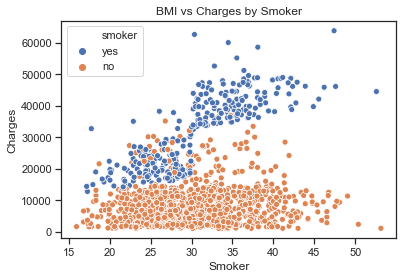 BMI vs Charges by Smoker
smoker
yes
no
60000
50000
40000
30000
20000
10000
0
Charges
15 20 25 30 35 40 45 50
Smoker